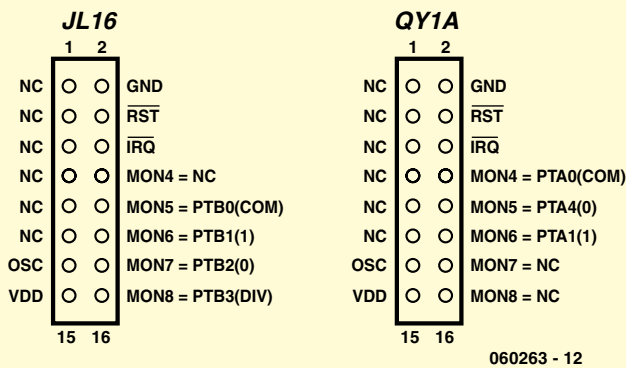 JL16
1 2
NC GND
NC RST
NC IRQ
NC MON4 = NC
NC MON5 = PTB0(COM)
NC MON6 = PTB1(1)
OSC MON7 = PTB2(0)
VDD MON8 = PTB3(DIV)
15 16
QY1A
1 2
NC GND
NC RST
NC IRQ
NC MON4 = PTA0(COM)
NC MON5 = PTA4(0)
NC MON6 = PTA1(1)
OSC MON7 = NC
VDD MON8 = NC
15 16
060263 - 12